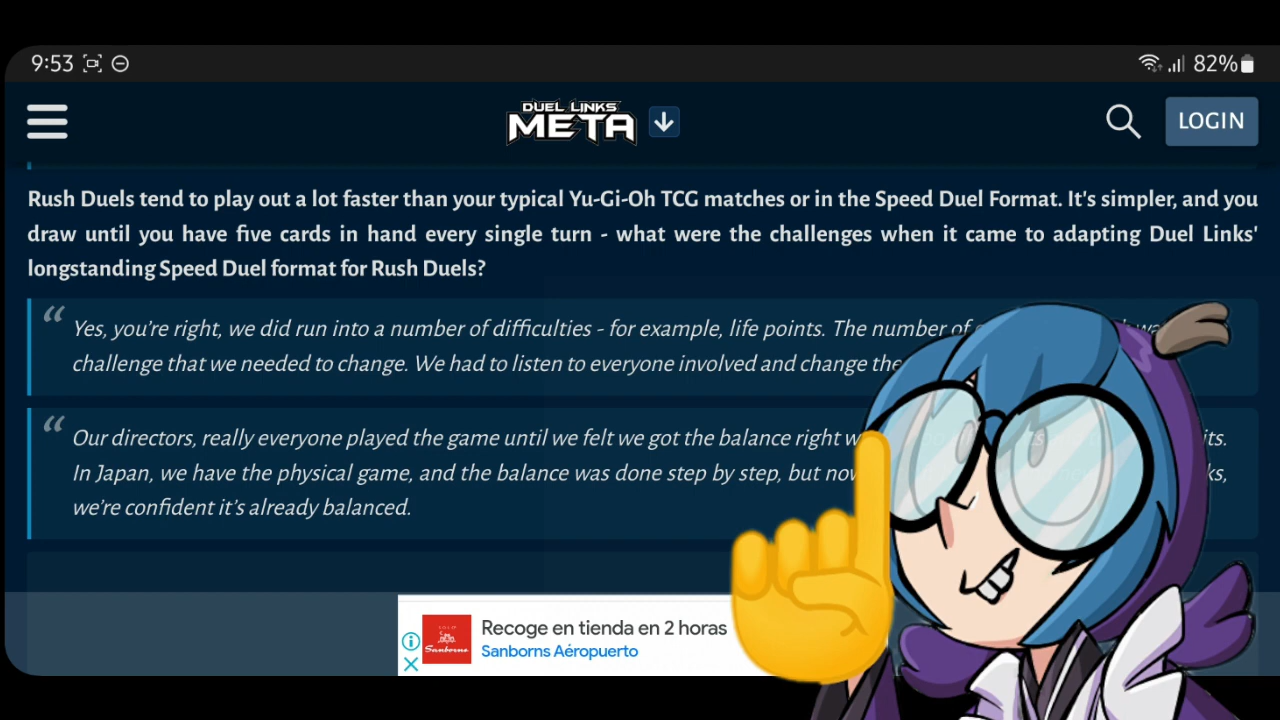 9:53
82%
DUEL LINKS
META
LOGIN
Rush Duels tend to play out a lot faster than your typical Yu-Gi-Oh TCG matches or in the Speed Duel Format. It's simpler, and you
draw until you have five cards in hand every single turn - what were the challenges when it came to adapting Duel Links'
longstanding Speed Duel format for Rush Duels?
“ Yes, you’re right, we did run into a number of difficulties - for example, life points. The number of
challenge that we needed to change. We had to listen to everyone involved and change the
“ Our directors, really everyone played the game until we felt we got the balance right
In Japan, we have the physical game, and the balance was done step by step, but now
we’re confident it’s already balanced.
Sanborns
Recoge en tienda en 2 horas
Sanborns Aéropuerto